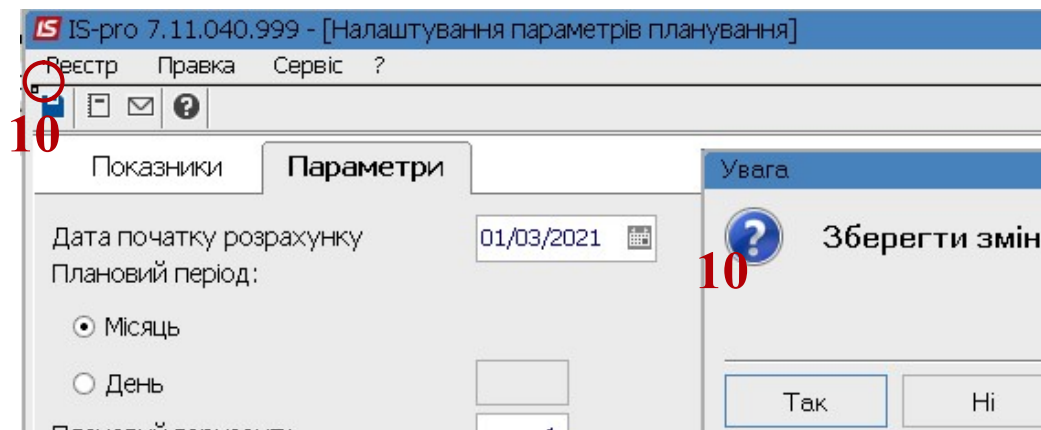 IS IS-pro 7.11.040.999 - [Налаштування параметрів планування]
Реєстр Правка Сервіс ?
10
Показники Параметри
Дата початку розрахунку 01/03/2021
Плановий період:
Місяць
День
Увага
? Зберегти змін
10
Так Ні